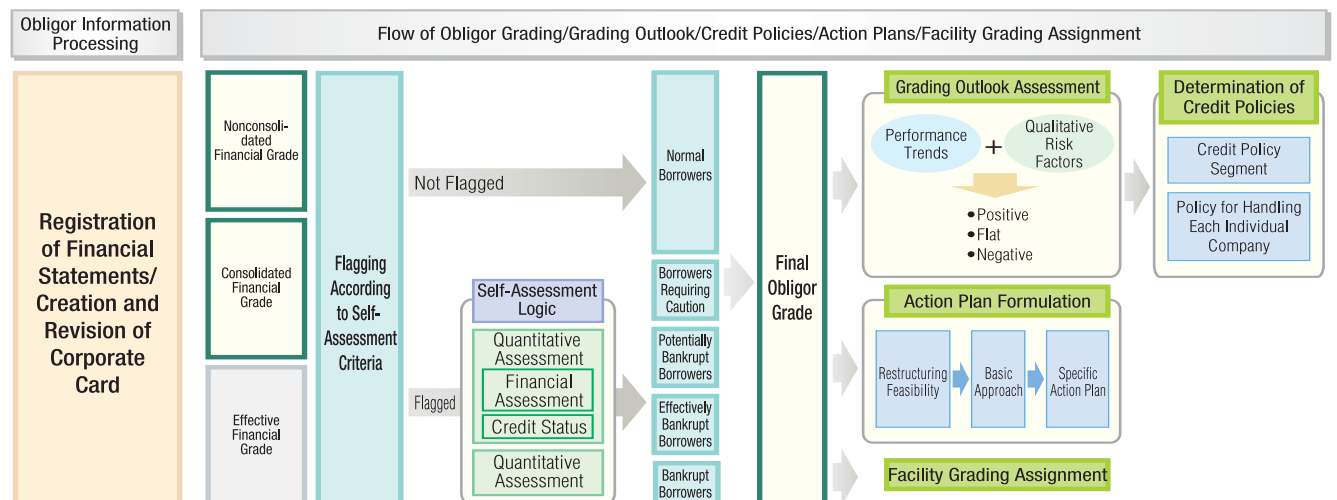 Obligor Information
Processing
Flow of Obligor Grading/Grading Outlook/Credit Policies/Action Plans/Facility Grading Assignment
Registration
of Financial
Statements/
Creation and
Revision of
Corporate
Card
Nonconsoli-
dated
Financial Grade
Consolidated
Financial
Grade
Effective
Financial
Grade
Flagging
According
to Self-
Assessment
Criteria
Not Flagged
Flagged
Self-Assessment
Logic
Quantitative
Assessment
Financial
Assessment
Credit Status
Quantitative
Assessment
Normal
Borrowers
Borrowers
Requiring
Caution
Potentially
Bankrupt
Borrowers
Effectively
Bankrupt
Borrowers
Bankrupt
Borrowers
Final
Obligor
Grade
Grading Outlook Assessment
Performance
Trends
+
Qualitative
Risk
Factors
• Positive
• Flat
• Negative
Determination of
Credit Policies
Credit Policy
Segment
Policy for Handling
Each Individual
Company
Action Plan Formulation
Restructuring
Feasibility
Basic
Approach
Specific
Action Plan
Facility Grading Assignment